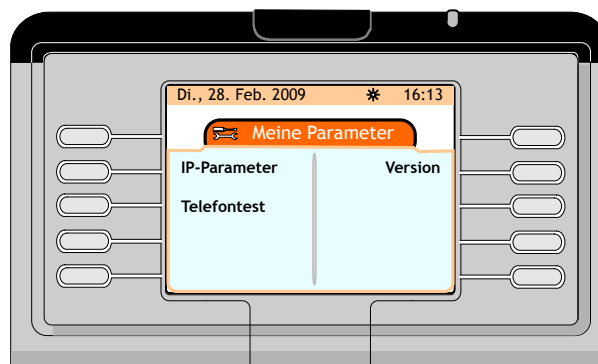 Di., 28. Feb. 2009 16:13
Meine Parameter
IP-Parameter Version
Telefontest